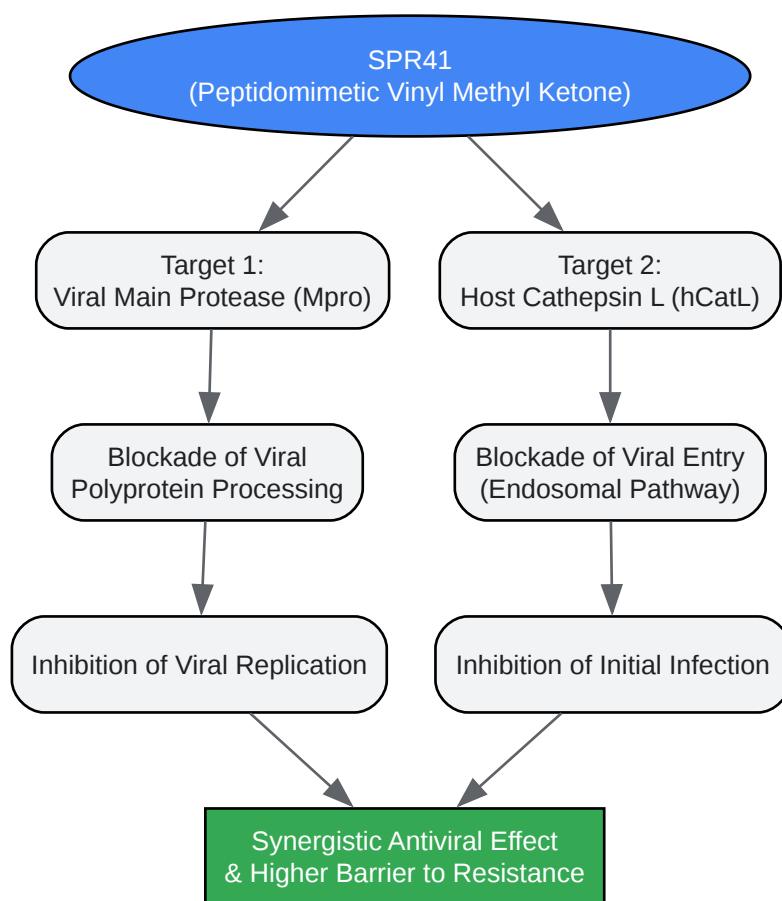 SPR41
(Peptidomimetic Vinyl Methyl Ketone)
Target 1:
Viral Main Protease (Mpro)
Target 2:
Host Cathepsin L (hCatL)
Blockade of Viral
Polyprotein Processing
Blockade of Viral Entry
(Endosomal Pathway)
Inhibition of Viral Replication
Inhibition of Initial Infection
Synergistic Antiviral Effect
& Higher Barrier to Resistance